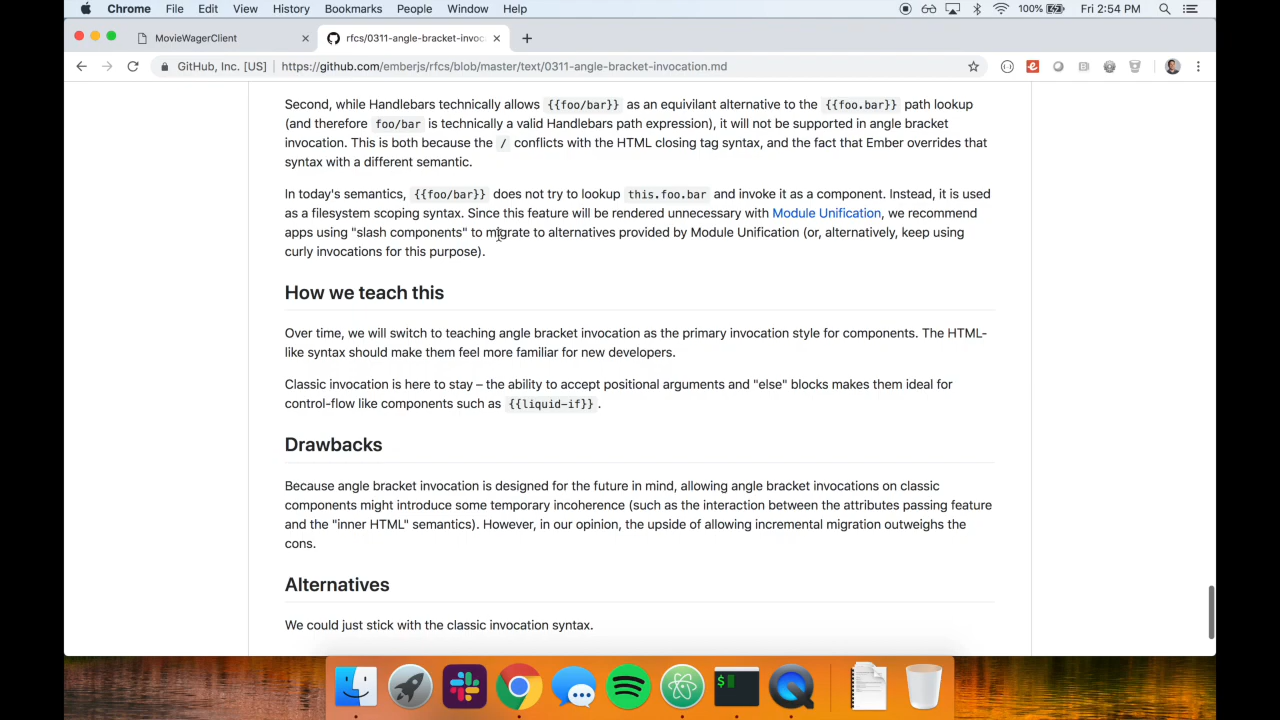 Chrome File Edit View History Bookmarks People Window Help 100% Fri 2:54 PM
MovieWagerClient
rfcs/0311-angle-bracket-invoc
GitHub, Inc. [US] https://github.com/emberjs/rfcs/blob/master/text/0311-angle-bracket-invocation.md
Second, while Handlebars technically allows {{foo/bar}} as an equivilant alternative to the {{foo.bar}} path lookup
(and therefore foo/bar is technically a valid Handlebars path expression), it will not be supported in angle bracket
invocation. This is both because the / conflicts with the HTML closing tag syntax, and the fact that Ember overrides that
syntax with a different semantic.
In today's semantics, {{foo/bar}} does not try to lookup this.foo.bar and invoke it as a component. Instead, it is used
as a filesystem scoping syntax. Since this feature will be rendered unnecessary with Module Unification, we recommend
apps using "slash components" to migrate to alternatives provided by Module Unification (or, alternatively, keep using
curly invocations for this purpose).
How we teach this
Over time, we will switch to teaching angle bracket invocation as the primary invocation style for components. The HTML-
like syntax should make them feel more familiar for new developers.
Classic invocation is here to stay – the ability to accept positional arguments and "else" blocks makes them ideal for
control-flow like components such as {{liquid-if}} .
Drawbacks
Because angle bracket invocation is designed for the future in mind, allowing angle bracket invocations on classic
components might introduce some temporary incoherence (such as the interaction between the attributes passing feature
and the "inner HTML" semantics). However, in our opinion, the upside of allowing incremental migration outweighs the
cons.
Alternatives
We could just stick with the classic invocation syntax.
$